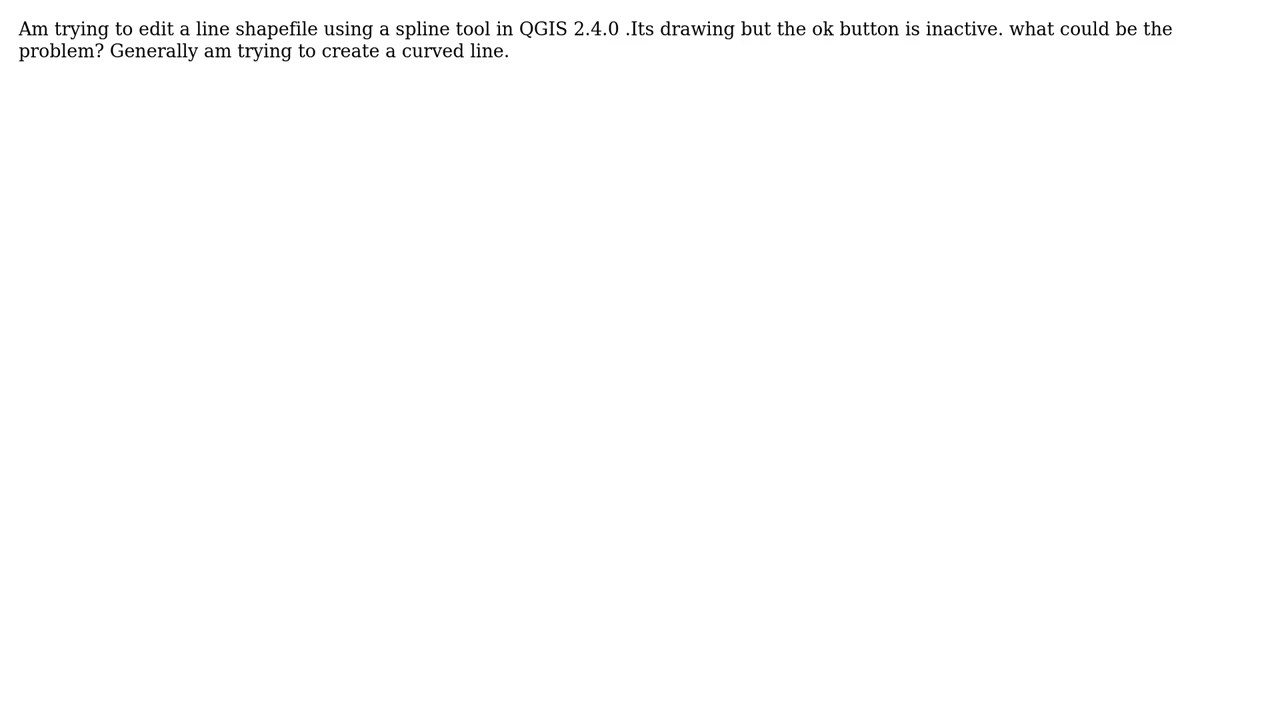 Am trying to edit a line shapefile using a spline tool in QGIS 2.4.0 .Its drawing but the ok button is inactive. what could be the
problem? Generally am trying to create a curved line.